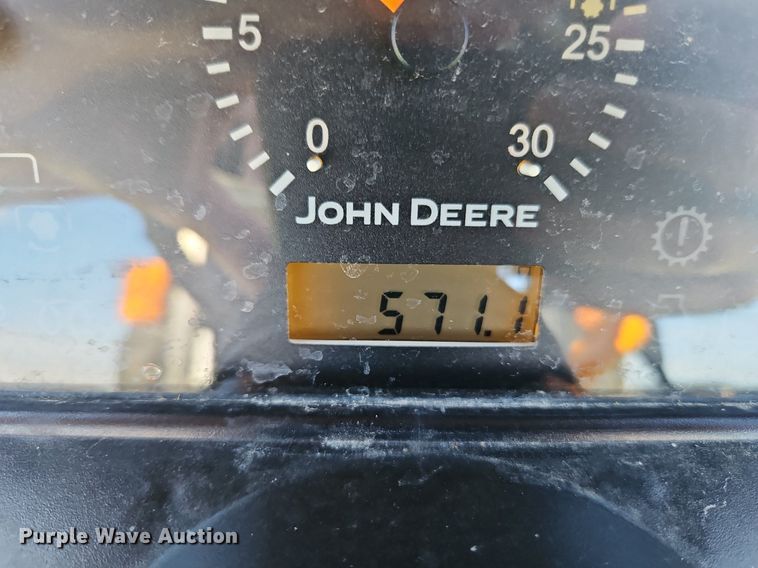 5
25
0
30
JOHN DEERE
571.1
Purple Wave Auction